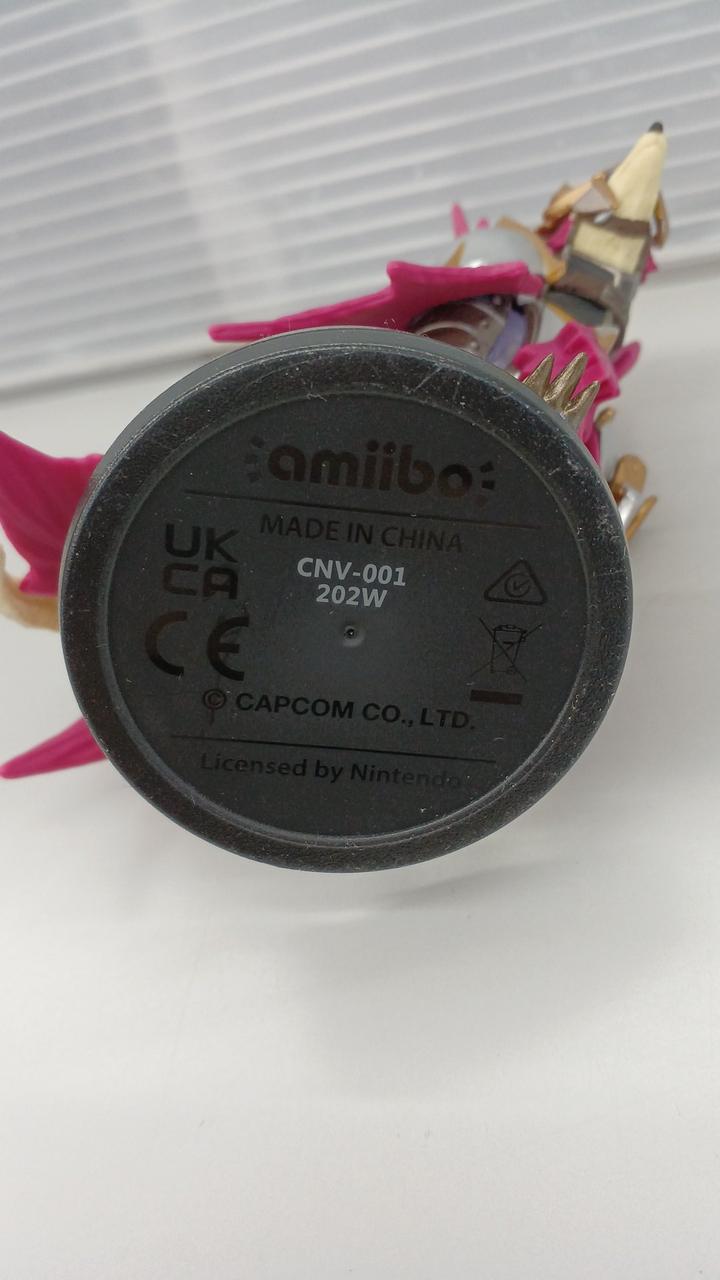 amiibo
MADE IN CHINA
UK
CA
CNV-001
202W
CE
© CAPCOM CO., LTD.
Licensed by Nintendo